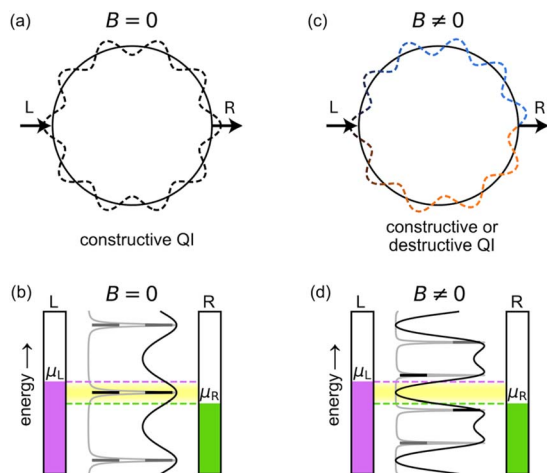 (a)
B = 0
L
R
constructive QI
(c)
B ≠ 0
L
R
constructive or
destructive QI
(b)
B = 0
L
R
energy
μL
μR
(d)
B ≠ 0
L
R
energy
μL
μR